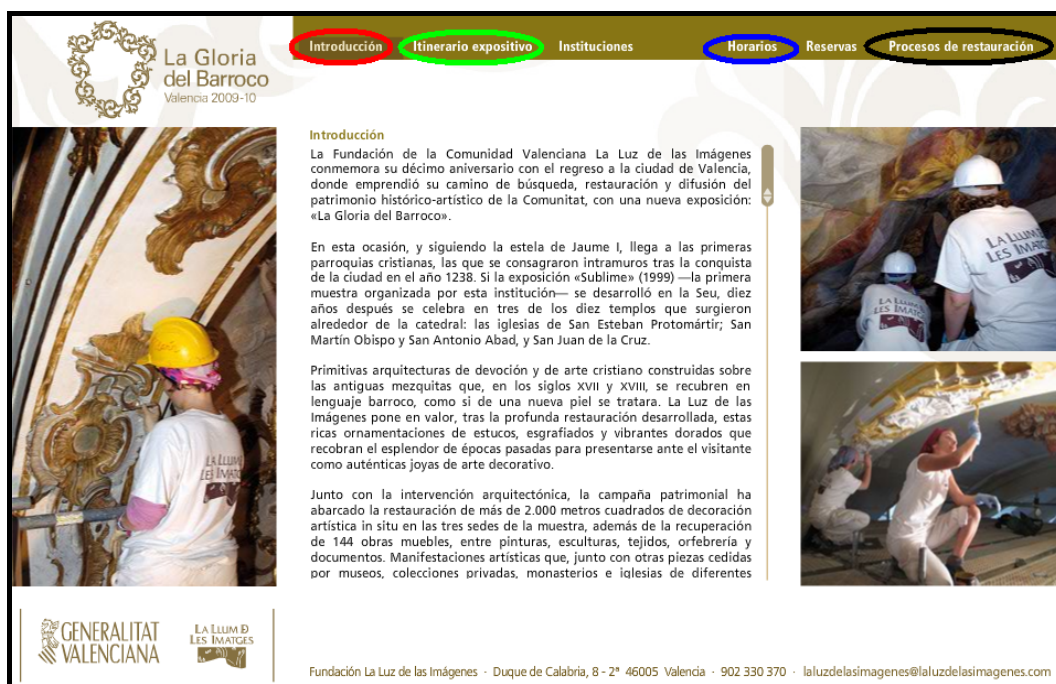 La Gloria
del Barroco
Valencia 2009-10
Introducción Itinerario expositivo Instituciones Horarios Reservas Procesos de restauración
Introducción
La Fundación de la Comunidad Valenciana La Luz de las Imágenes
conmemora su décimo aniversario con el regreso a la ciudad de Valencia,
donde emprendió su camino de búsqueda, restauración y difusión del
patrimonio histórico-artístico de la Comunitat, con una nueva exposición:
«La Gloria del Barroco».
En esta ocasión, y siguiendo la estela de Jaume I, llega a las primeras
parroquias cristianas, las que se consagraron intramuros tras la conquista
de la ciudad en el año 1238. Si la exposición «Sublime» (1999) —la primera
muestra organizada por esta institución— se desarrolló en la Seu, diez
años después se celebra en tres de los diez templos que surgieron
alrededor de la catedral: las iglesias de San Esteban Protomártir; San
Martín Obispo y San Antonio Abad, y San Juan de la Cruz.
Primitivas arquitecturas de devoción y de arte cristiano construidas sobre
las antiguas mezquitas que, en los siglos XVII y XVIII, se recubren en
lenguaje barroco, como si de una nueva piel se tratara. La Luz de las
Imágenes pone en valor, tras la profunda restauración desarrollada, estas
ricas ornamentaciones de estucos, esgrafiados y vibrantes dorados que
recobran el esplendor de épocas pasadas para presentarse ante el visitante
como auténticas joyas de arte decorativo.
Junto con la intervención arquitectónica, la campaña patrimonial ha
abarcado la restauración de más de 2.000 metros cuadrados de decoración
artística in situ en las tres sedes de la muestra, además de la recuperación
de 144 obras muebles, entre pinturas, esculturas, tejidos, orfebrería y
documentos. Manifestaciones artísticas que, junto con otras piezas cedidas
por museos, colecciones privadas, monasterios e iglesias de diferentes
LA LLUM
LES IMATG
LA LLUM
LES IMATGES
LA LLUM
LES IMATGES
GENERALITAT
VALENCIANA
LA LLUM D
LES IMATGES
Fundación La Luz de las Imágenes · Duque de Calabria, 8 - 2ª 46005 Valencia · 902 330 370 · laluzdelasimagenes@laluzdelasimagenes.com